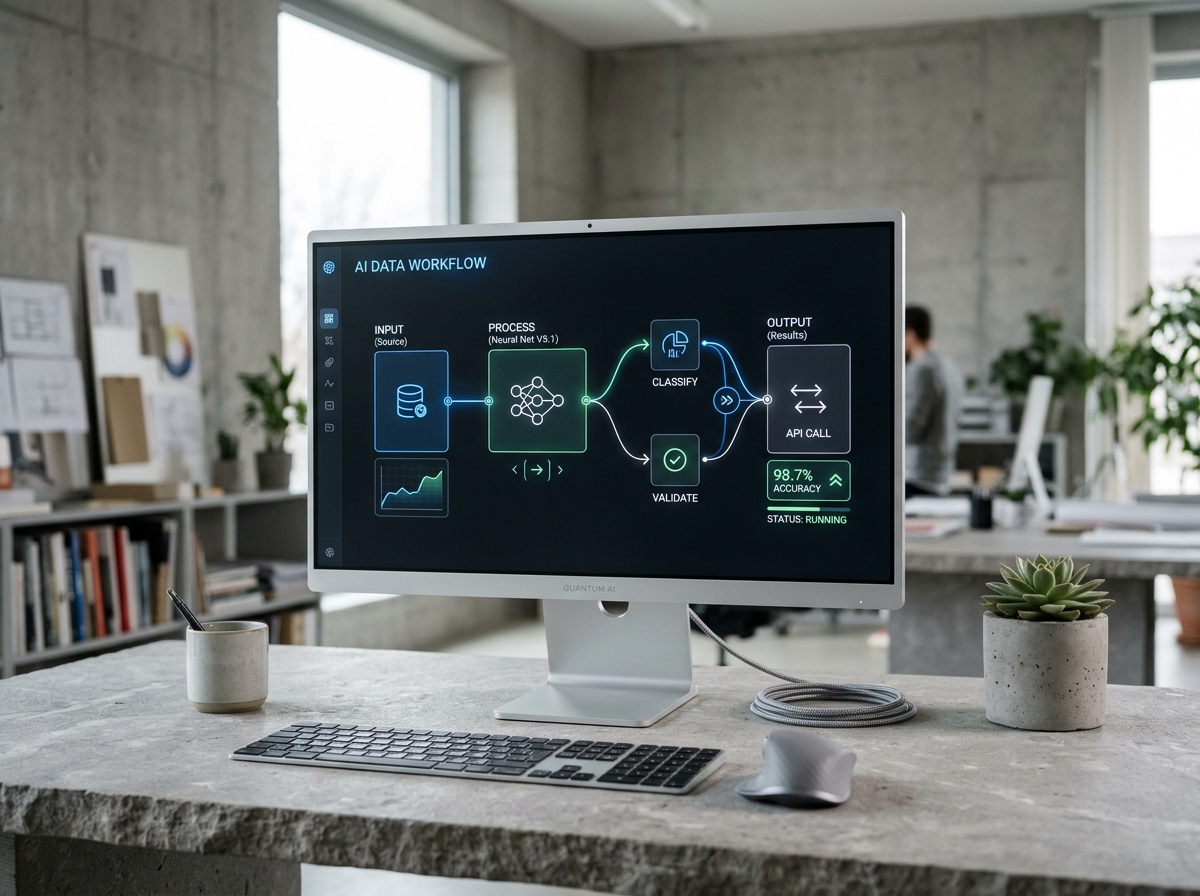 AI DATA WORKFLOW
INPUT
(Source)
PROCESS
(Neural Net V5.1)
CLASSIFY
VALIDATE
OUTPUT
(Results)
API CALL
98.7%
ACCURACY
STATUS: RUNNING
QUANTUM AI